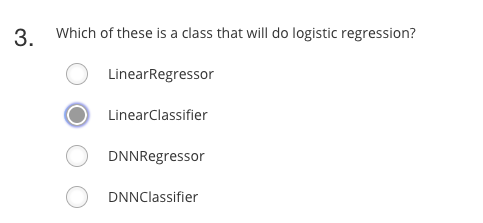 3. Which of these is a class that will do logistic regression?
LinearRegressor
LinearClassifier
DNNRegressor
DNNClassifier